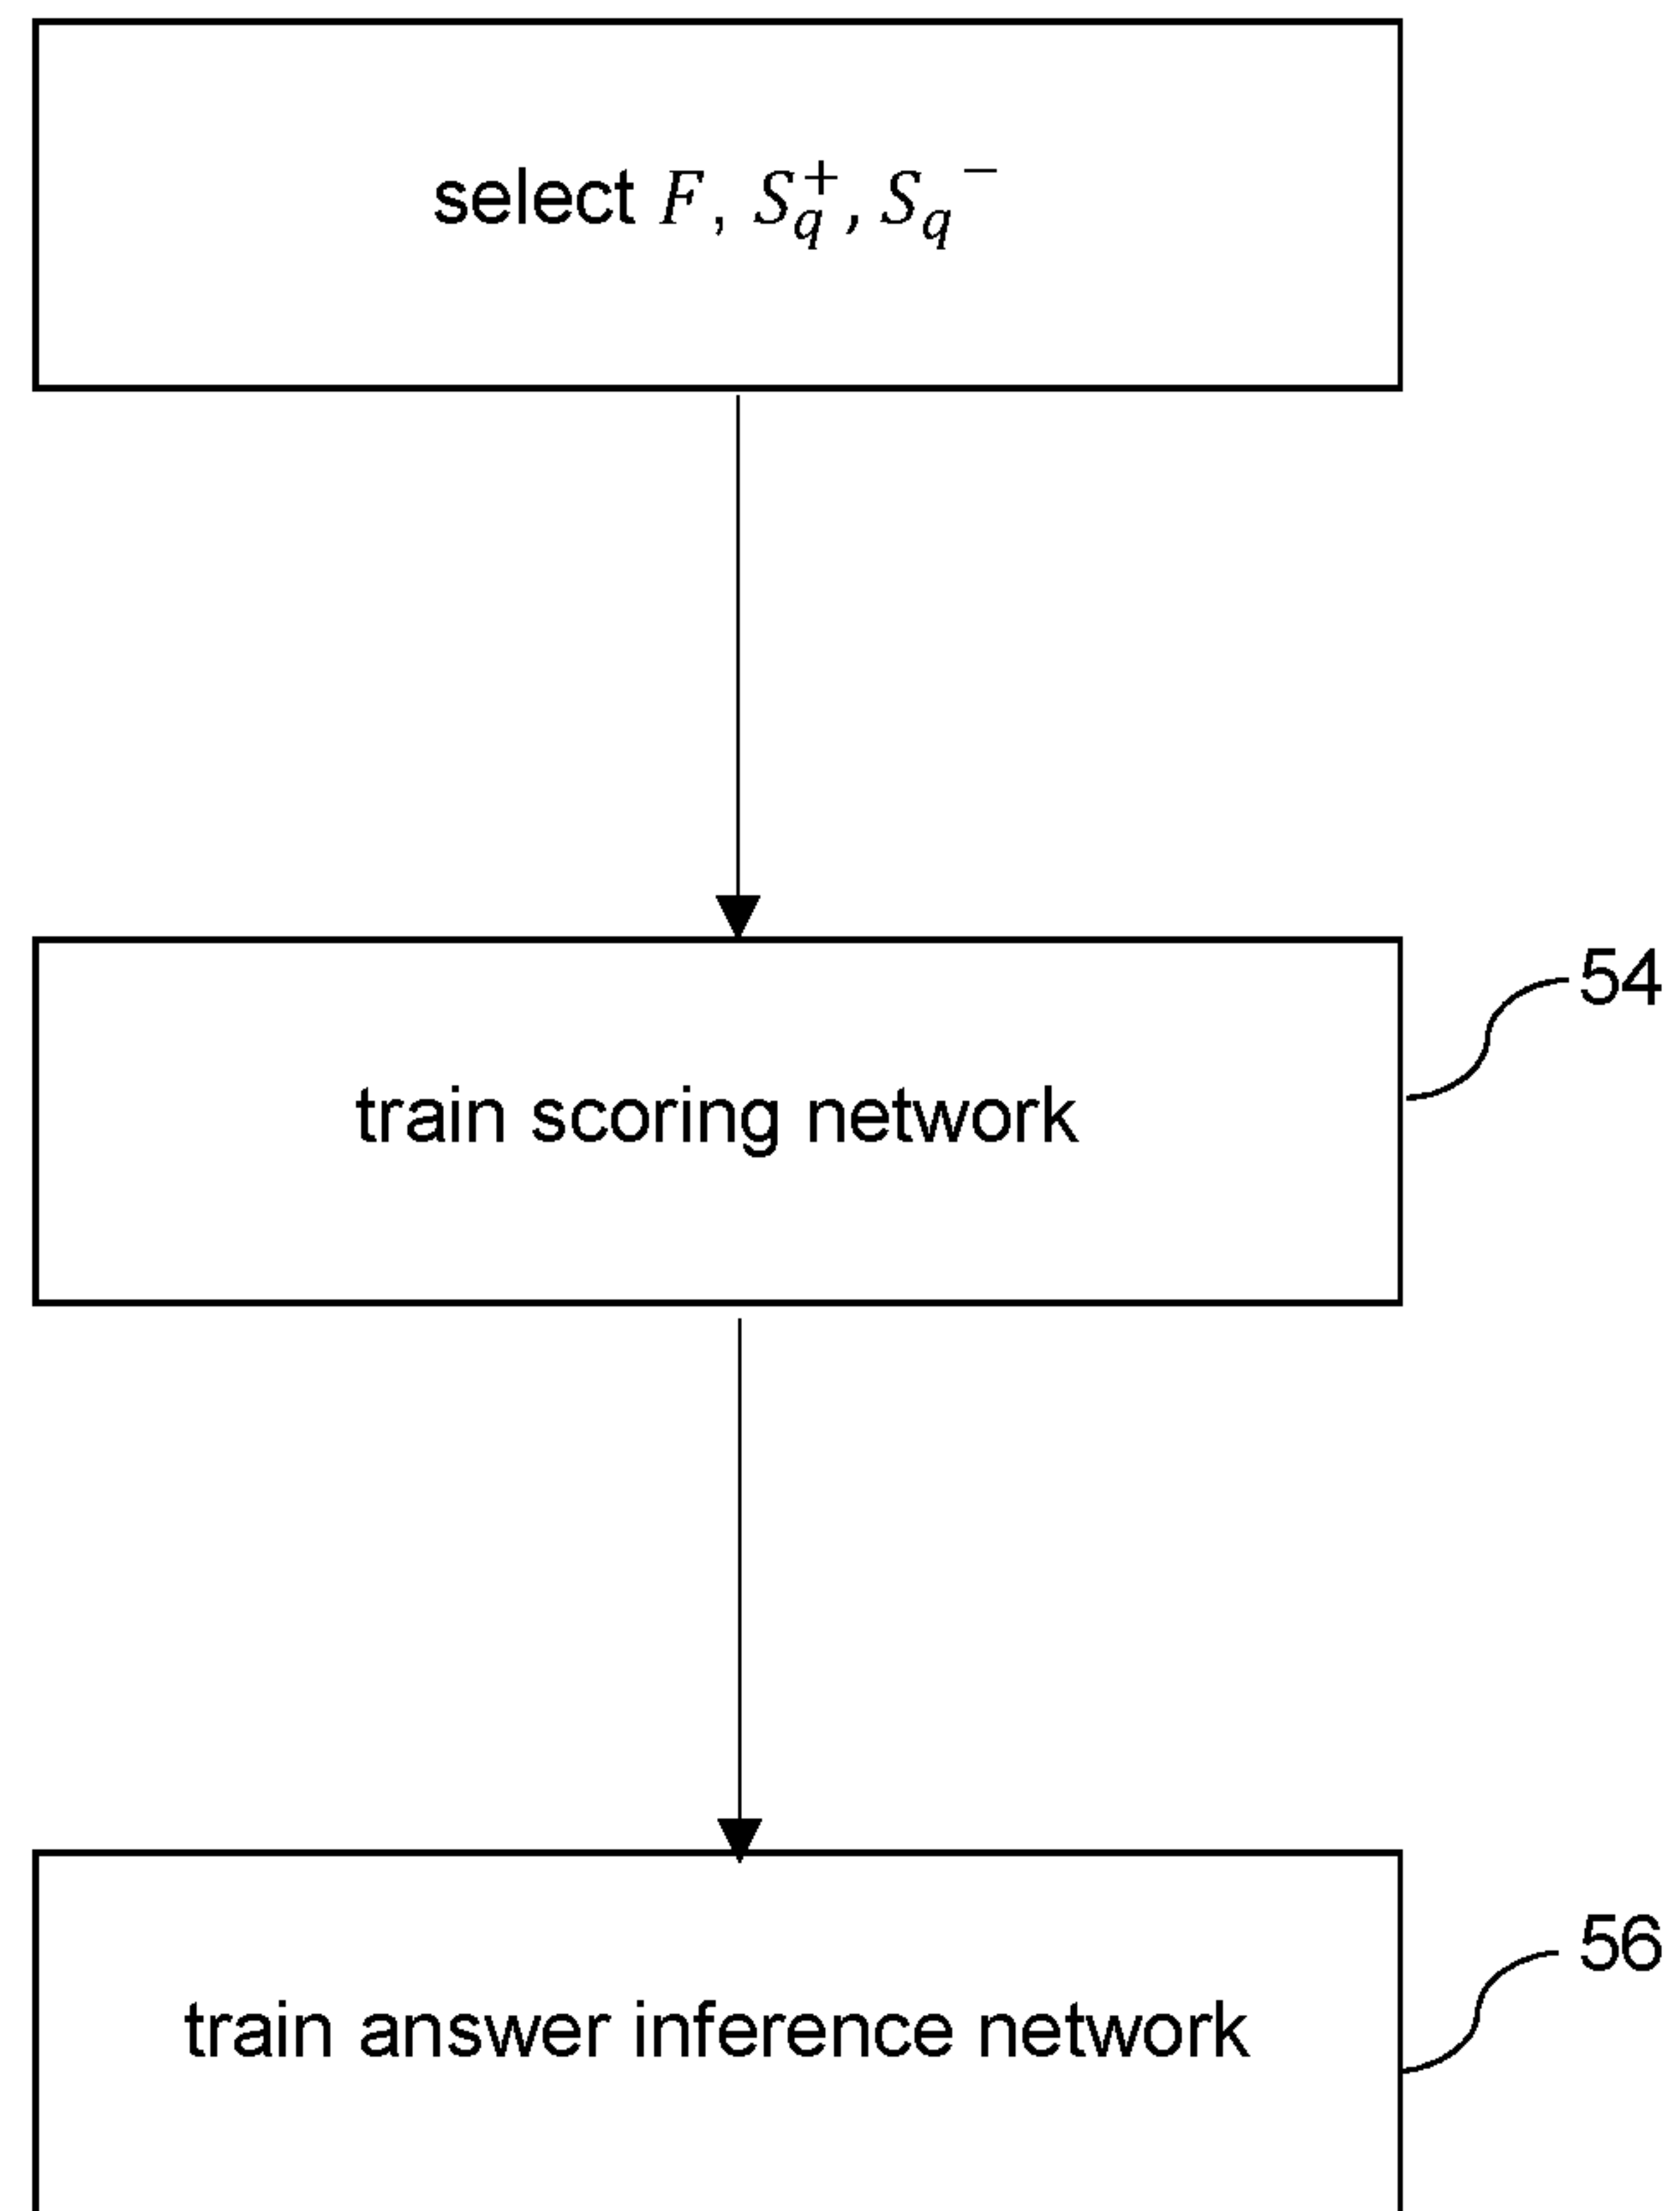 select F, S_q^+, S_q^-
54
train scoring network
56
train answer inference network